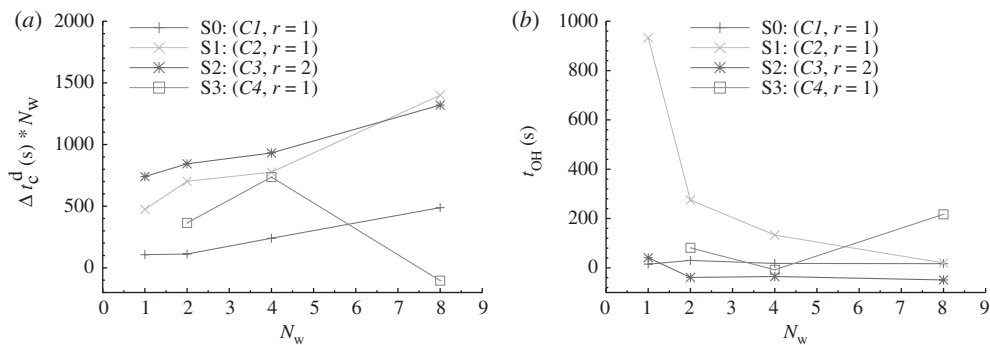 (a)
2000
1500
1000
500
0
Δ t_c^d (s) * N_w
S0: (C1, r = 1)
S1: (C2, r = 1)
S2: (C3, r = 2)
S3: (C4, r = 1)
0 1 2 3 4 5 6 7 8 9
N_w
(b)
1000
800
600
400
200
0
t_OH (s)
S0: (C1, r = 1)
S1: (C2, r = 1)
S2: (C3, r = 2)
S3: (C4, r = 1)
0 1 2 3 4 5 6 7 8 9
N_w